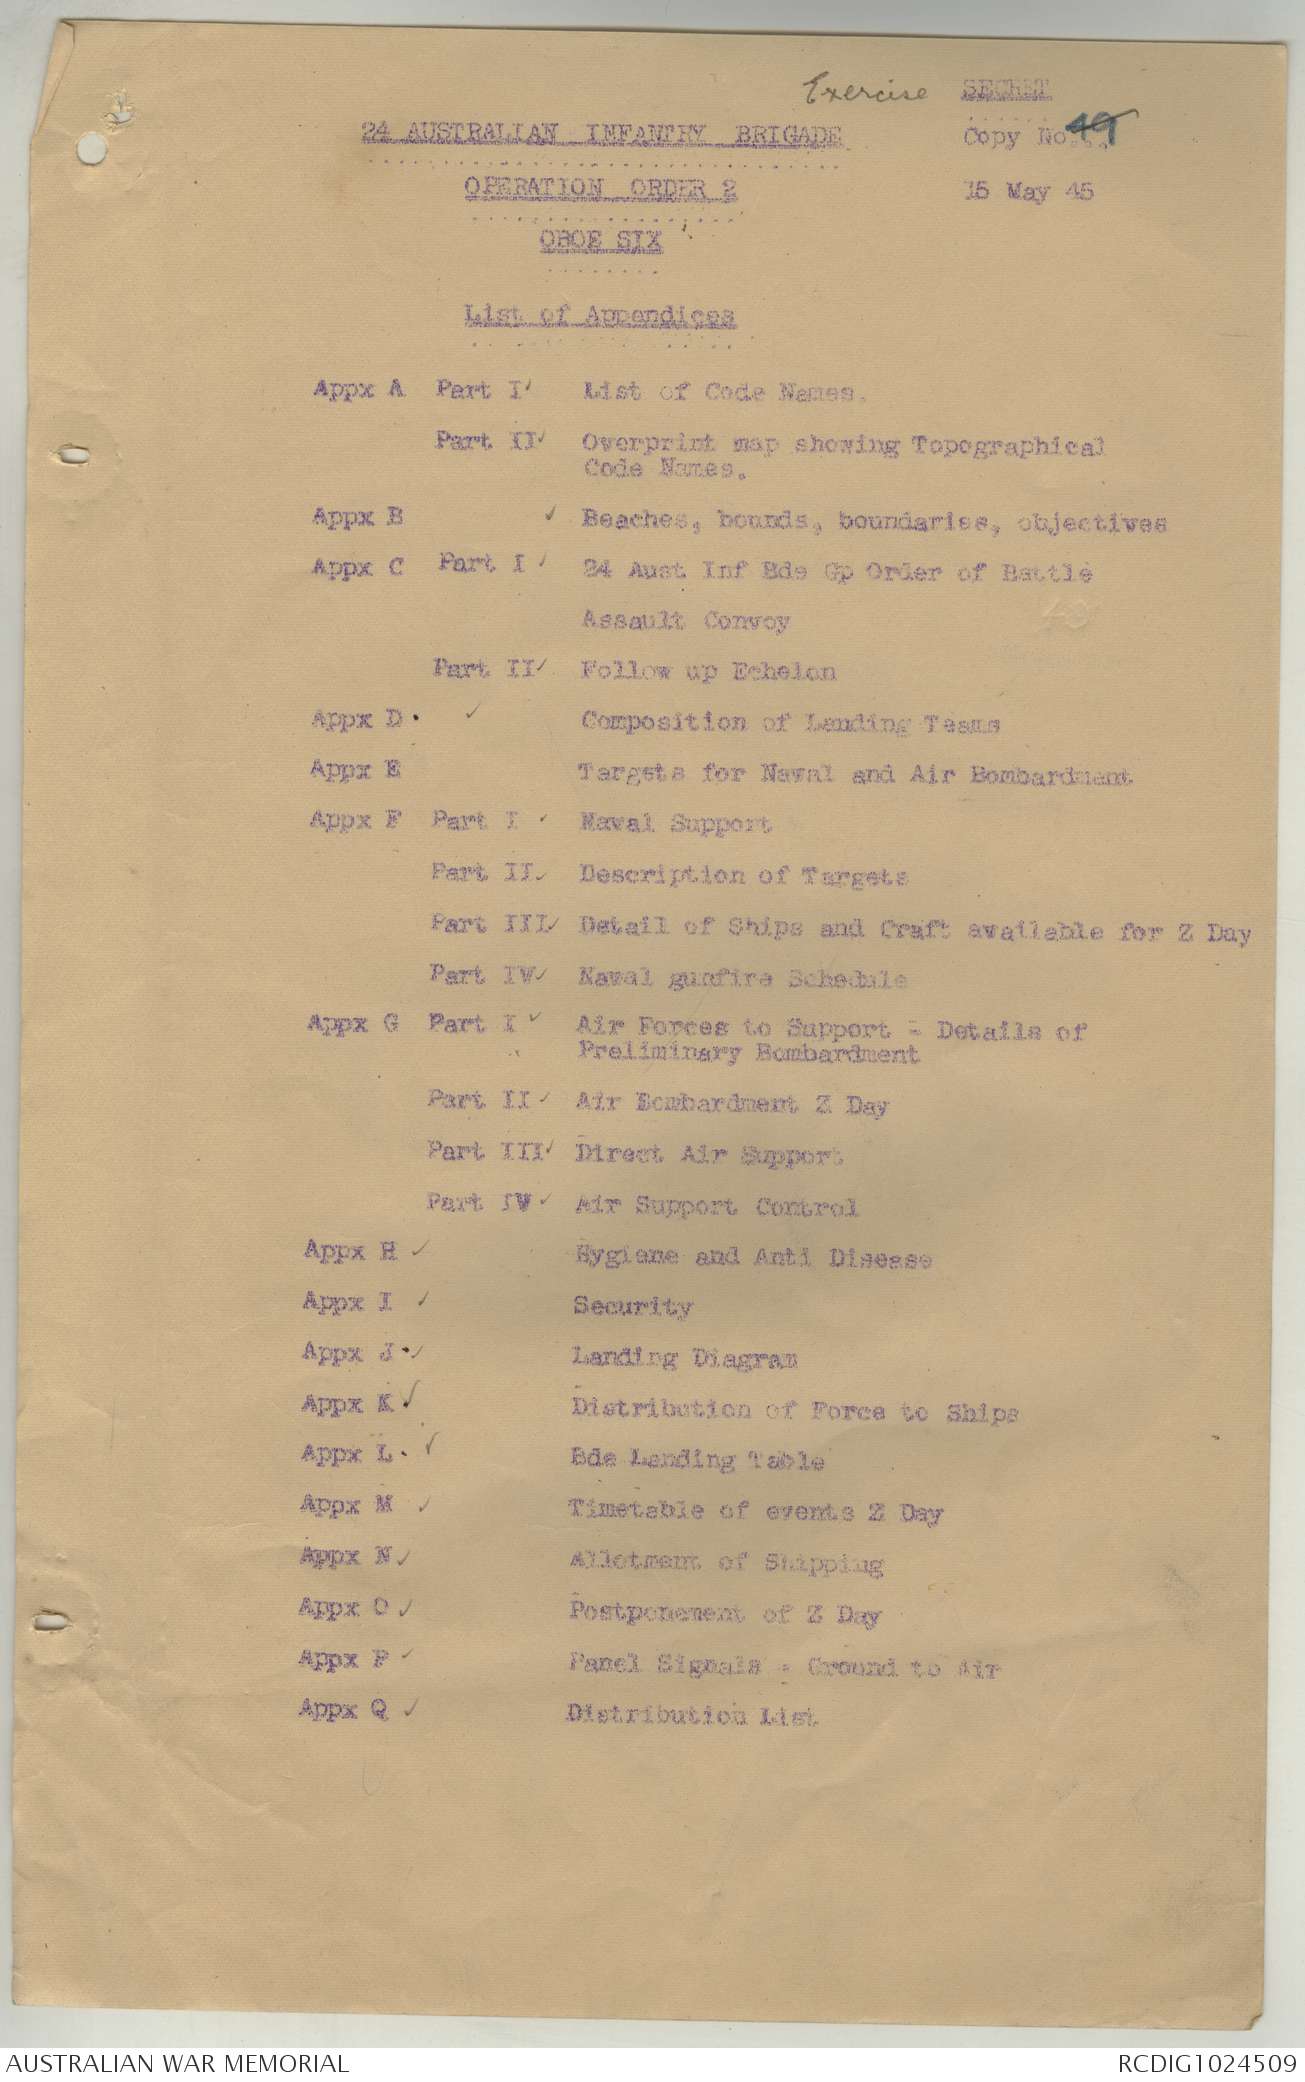 Exercise SECRET
24 AUSTRALIAN INFANTRY BRIGADE Copy No 49
OPERATION ORDER 2 15 May 45
OBOE SIX
List of Appendices
Appx A Part I ✓ List of Code Names.
Part II ✓ Overprint map showing Topographical
Code Names.
Appx B ✓ Beaches, bounds, boundaries, objectives
Appx C Part I ✓ 24 Aust Inf Bde Gp Order of Battle
Assault Convoy
Part II ✓ Follow up Echelon
Appx D. ✓ Composition of Landing Teams
Appx E Targets for Naval and Air Bombardment
Appx F Part I ✓ Naval Support
Part II ✓ Description of Targets
Part III ✓ Detail of Ships and Craft available for Z Day
Part IV ✓ Naval gunfire Schedule
Appx G Part I ✓ Air Forces to Support - Details of
Preliminary Bombardment
Part II ✓ Air Bombardment Z Day
Part III ✓ Direct Air Support
Part IV ✓ Air Support Control
Appx H ✓ Hygiene and Anti Disease
Appx I ✓ Security
Appx J. ✓ Landing Diagram
Appx K. ✓ Distribution of Force to Ships
Appx L. ✓ Bde Landing Table
Appx M ✓ Timetable of events Z Day
Appx N ✓ Allotment of Shipping
Appx O ✓ Postponement of Z Day
Appx P ✓ Panel Signals - Ground to Air
Appx Q ✓ Distribution List
AUSTRALIAN WAR MEMORIAL RCDIG1024509